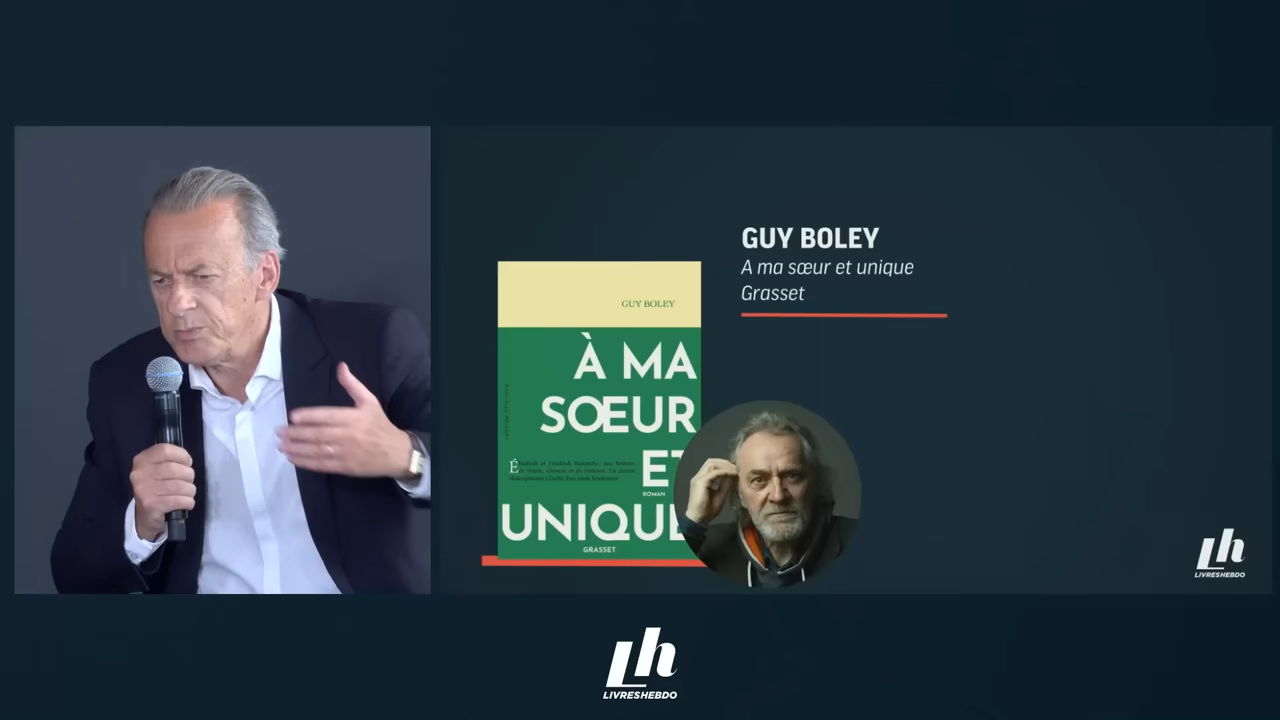 GUY BOLEY
A ma sœur et unique
Grasset
GUY BOLEY
À MA
SŒUR
ET
ROMAN
UNIQUE
GRASSET
Lh
LIVRESHEBDO
Lh
LIVRESHEBDO